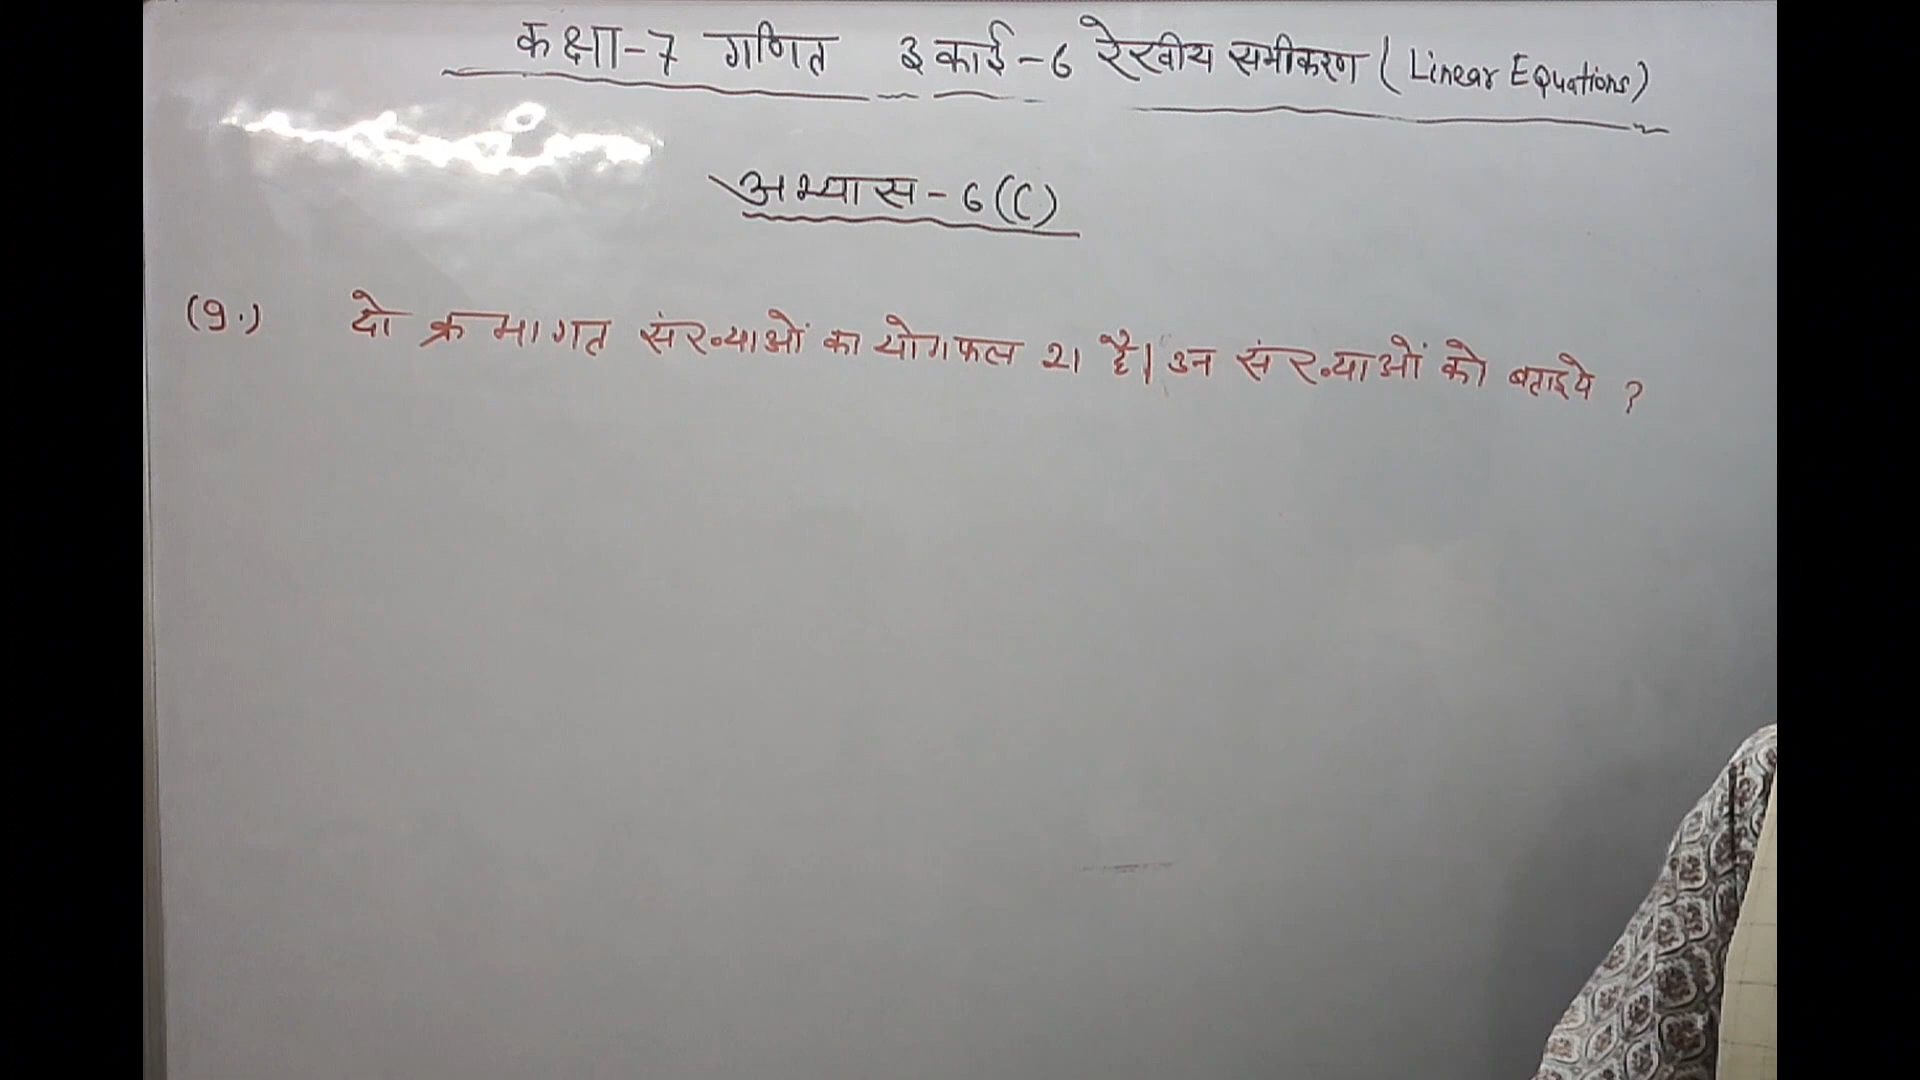 कक्षा-7 गणित इकाई-6 रेखीय समीकरण (Linear Equations)
अभ्यास-6(C)
(9.) दो क्रमागत संख्याओं का योगफल 21 है। उन संख्याओं को बताइये ?